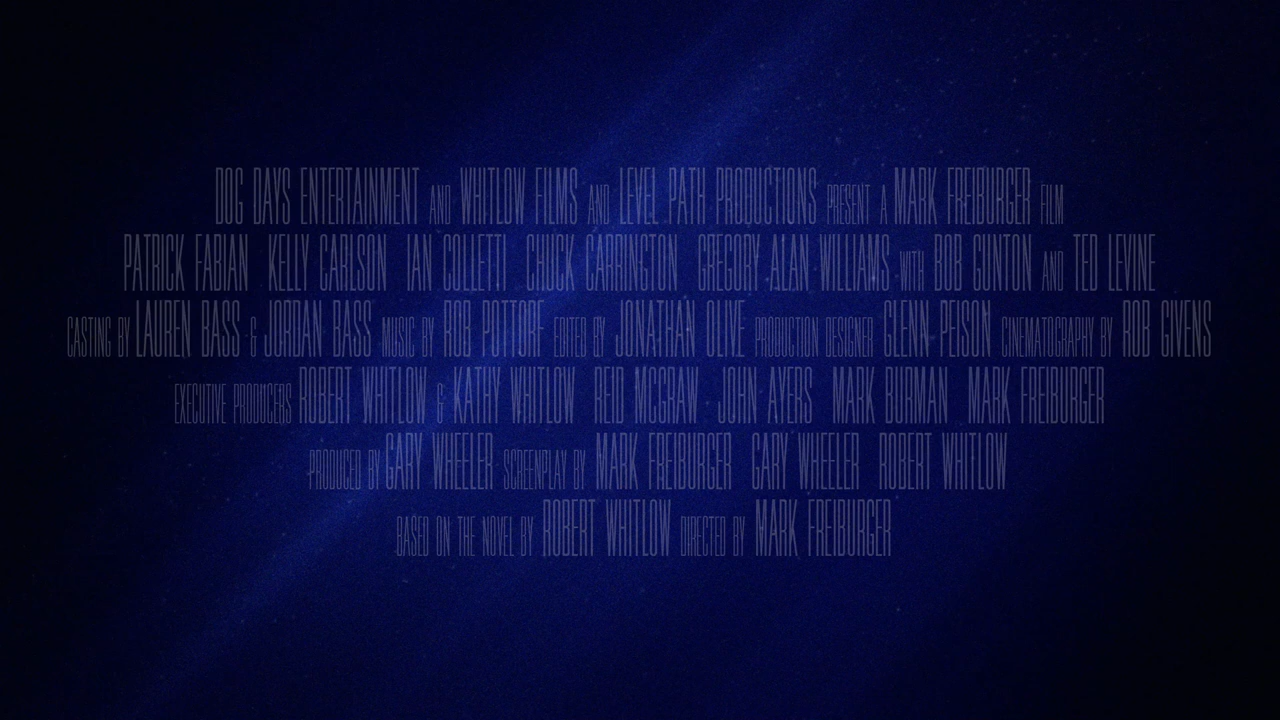 DOG DAYS ENTERTAINMENT AND WHITLOW FILMS AND LEVEL PATH PRODUCTIONS PRESENT A MARK FREIBURGER FILM
PATRICK FABIAN KELLY CARLSON IAN COLLETTI CHUCK CARRINGTON GREGORY ALAN WILLIAMS WITH BOB GUNTON AND TED LEVINE
CASTING BY LAUREN BASS & JORDAN BASS MUSIC BY ROB POTTORF EDITED BY JONATHAN OLIVE PRODUCTION DESIGNER GLENN PEISON CINEMATOGRAPHY BY ROB GIVENS
EXECUTIVE PRODUCERS ROBERT WHITLOW & KATHY WHITLOW REID MCGRAW JOHN AYERS MARK BURMAN MARK FREIBURGER
PRODUCED BY GARY WHEELER SCREENPLAY BY MARK FREIBURGER GARY WHEELER ROBERT WHITLOW
BASED ON THE NOVEL BY ROBERT WHITLOW DIRECTED BY MARK FREIBURGER